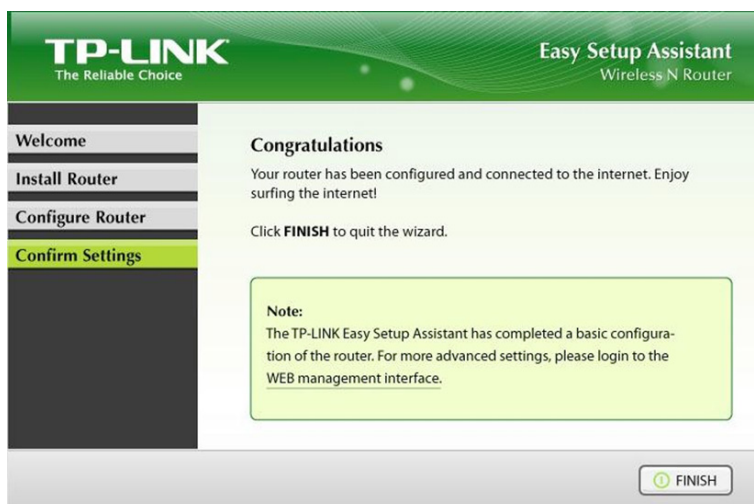 TP-LINK
The Reliable Choice
Easy Setup Assistant
Wireless N Router
Welcome
Install Router
Configure Router
Confirm Settings
Congratulations
Your router has been configured and connected to the internet. Enjoy
surfing the internet!
Click FINISH to quit the wizard.
Note:
The TP-LINK Easy Setup Assistant has completed a basic configura-
tion of the router. For more advanced settings, please login to the
WEB management interface.
FINISH